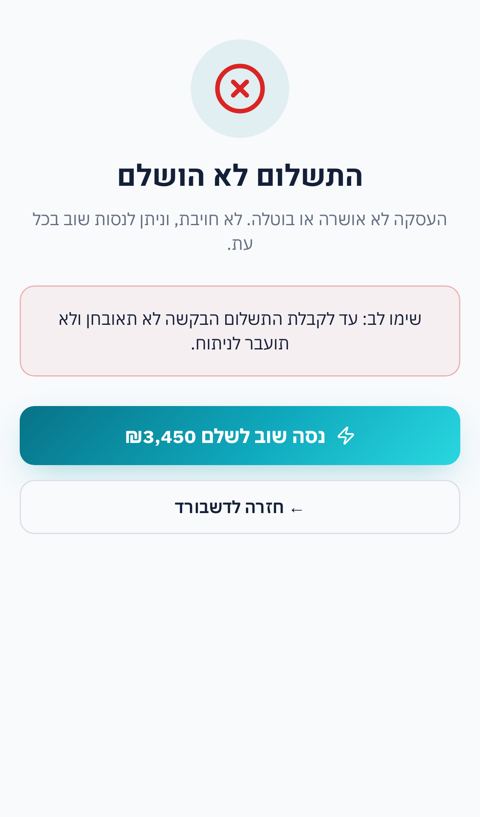 התשלום לא הושלם
העסקה לא אושרה או בוטלה. לא חויבת, וניתן לנסות שוב בכל
עת.
שימו לב: עד לקבלת התשלום הבקשה לא תאובחן ולא
תועבר לניתוח.
נסה שוב לשלם 3,450₪
← חזרה לדשבורד